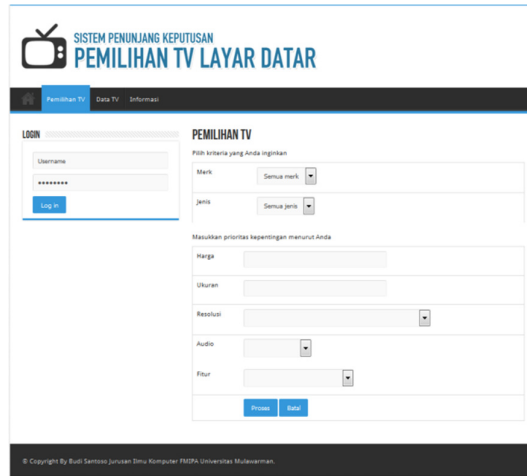 SISTEM PENUNJANG KEPUTUSAN
PEMILIHAN TV LAYAR DATAR
Pemilihan TV Data TV Informasi
LOGIN
Username
••••••••
Log in
PEMILIHAN TV
Pilih kriteria yang Anda inginkan
Merk Semua merk
Jenis Semua jenis
Masukkan prioritas kepentingan menurut Anda
Harga
Ukuran
Resolusi
Audio
Fitur
Proses Batal
© Copyright By Budi Santoso Jurusan Ilmu Komputer FMIPA Universitas Mulawarman.